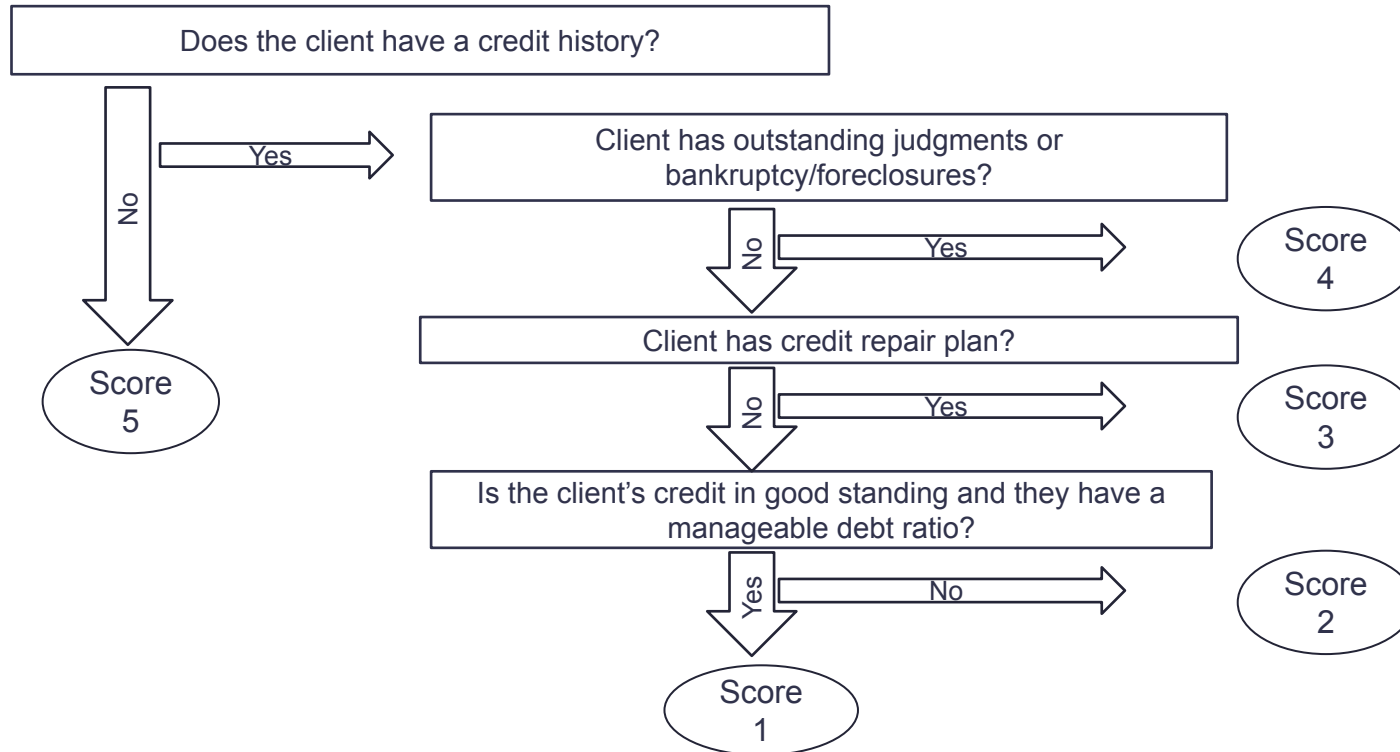 Does the client have a credit history?
Client has outstanding judgments or
bankruptcy/foreclosures?
Yes
No
No
Yes
Score
4
Client has credit repair plan?
Score
5
No
Yes
Score
3
Is the client’s credit in good standing and they have a
manageable debt ratio?
Yes
No
Score
2
Score
1